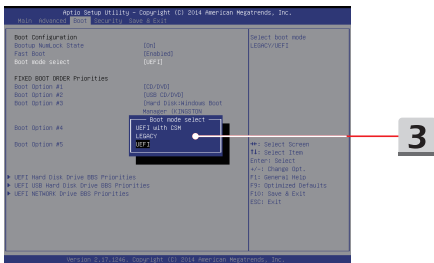 Aptio Setup Utility - Copyright (C) 2014 American Megatrends, Inc.
Main Advanced Boot Security Save & Exit
Boot Configuration
Bootup NumLock State [On]
Fast Boot [Enabled]
Boot mode select [UEFI]
FIXED BOOT ORDER Priorities
Boot Option #1 [CD/DVD]
Boot Option #2 [USB CD/DVD]
Boot Option #3 [Hard Disk:Windows Boot
Manager (KINGSTON
Boot Option #4
Boot Option #5
Boot mode select
UEFI with CSM
LEGACY
UEFI
UEFI Hard Disk Drive BBS Priorities
UEFI USB Hard Disk Drive BBS Priorities
UEFI NETWORK Drive BBS Priorities
Select boot mode
LEGACY/UEFI
→←: Select Screen
↑↓: Select Item
Enter: Select
+/-: Change Opt.
F1: General Help
F9: Optimized Defaults
F10: Save & Exit
ESC: Exit
Version 2.17.1246. Copyright (C) 2014 American Megatrends, Inc.
3